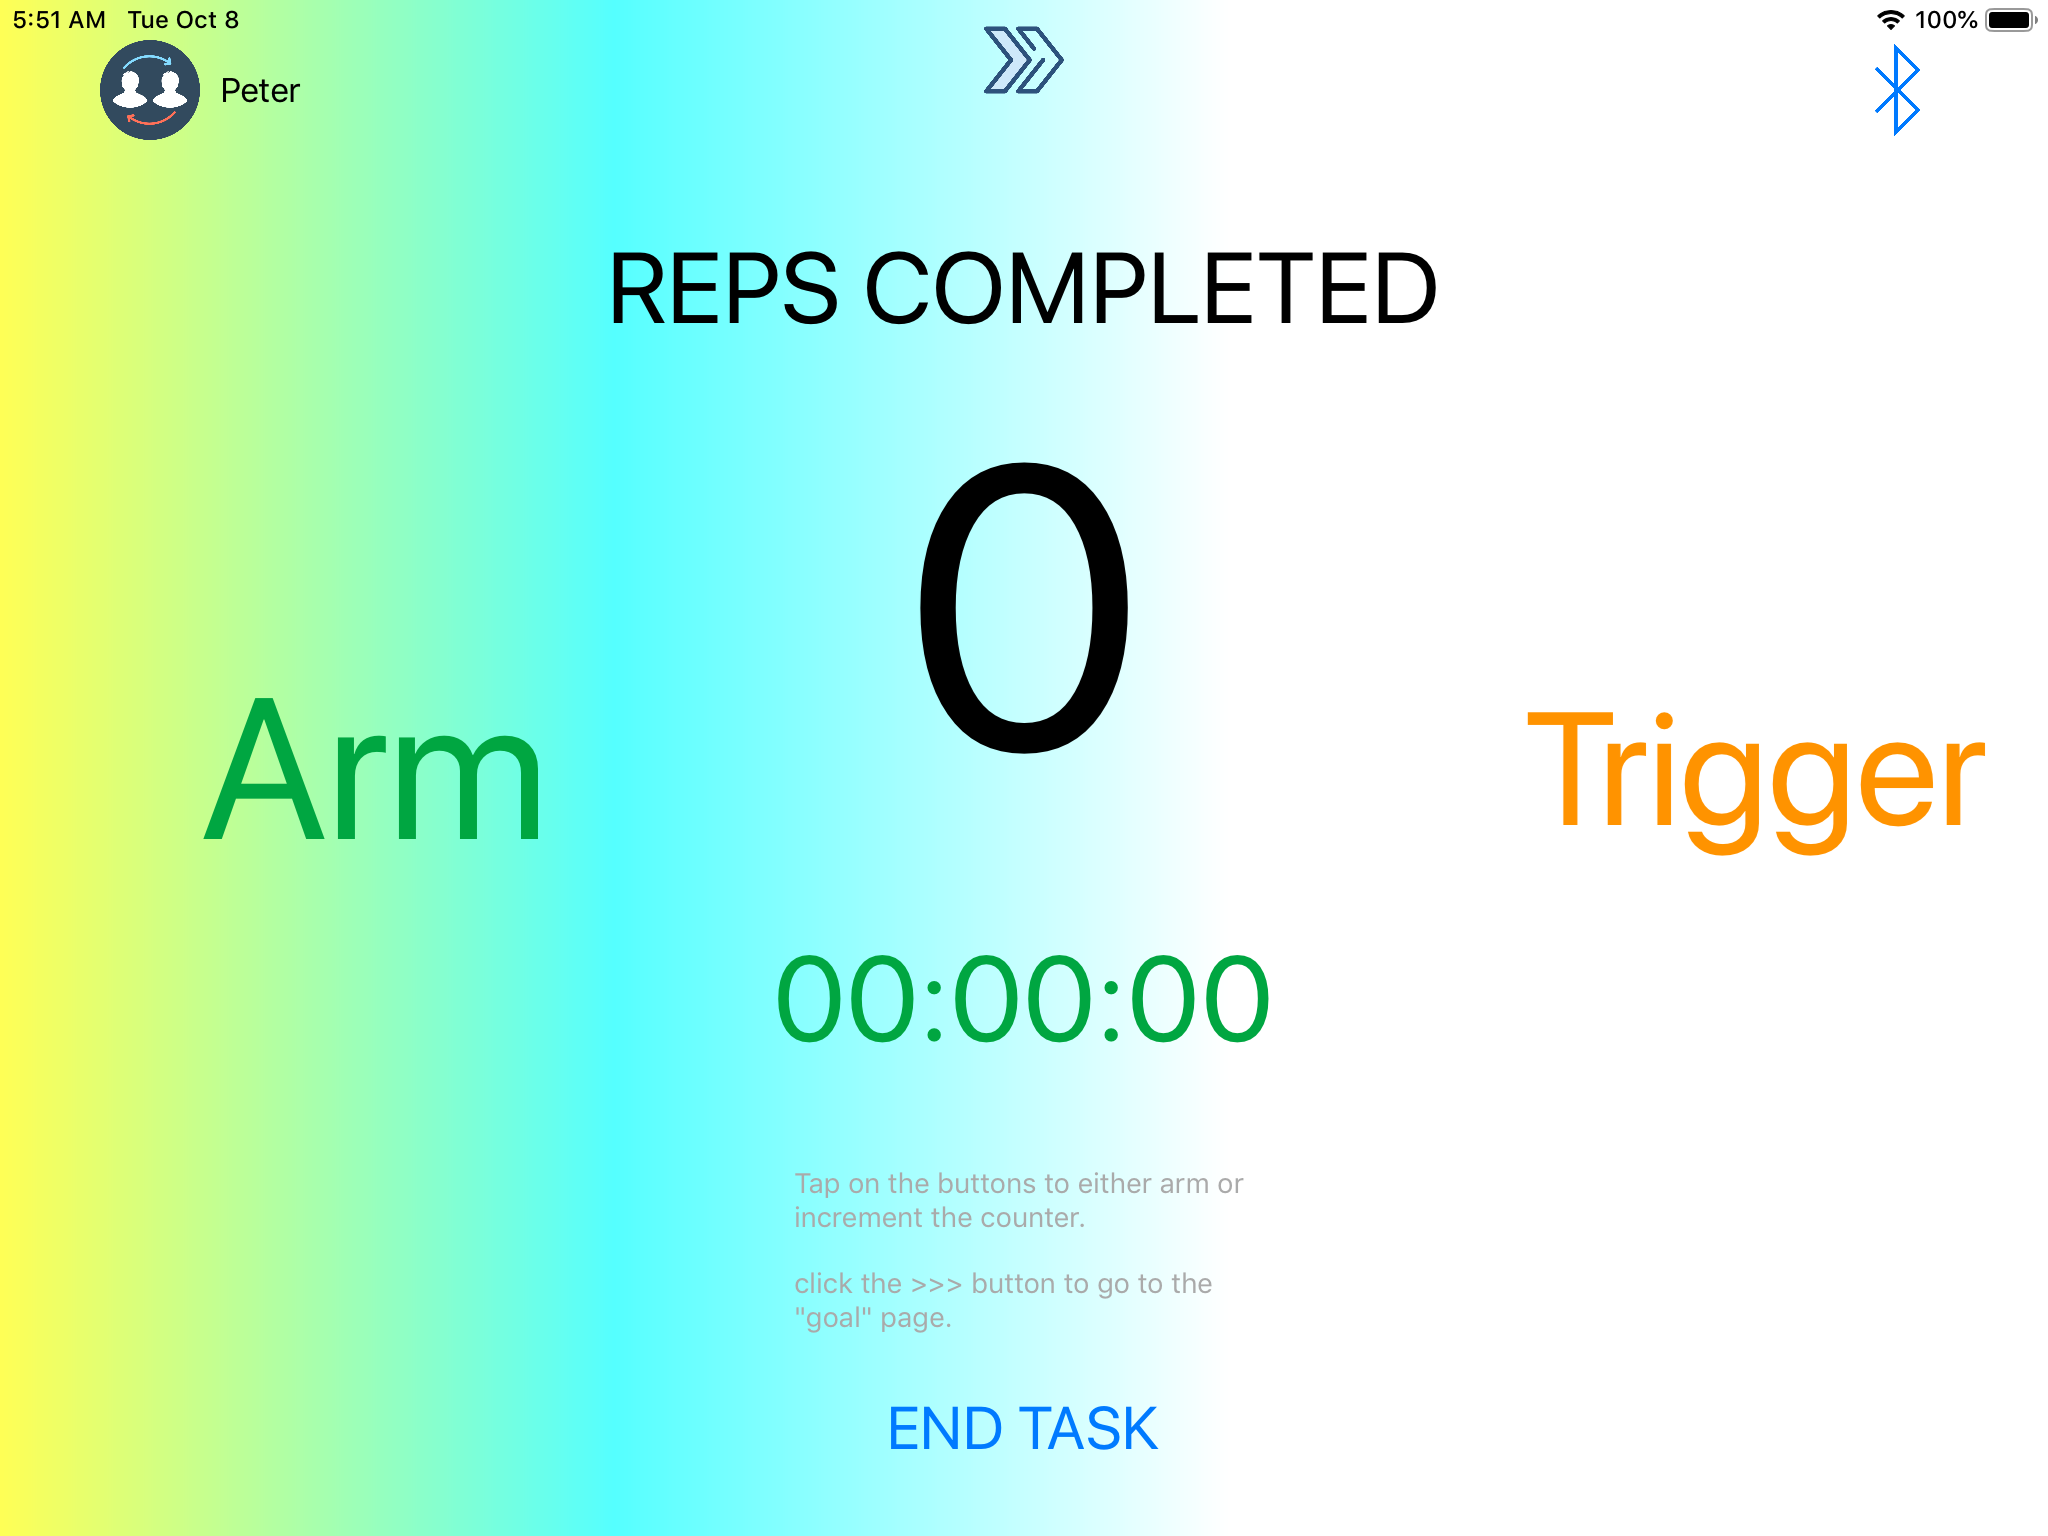 5:51 AM Tue Oct 8
100%
Peter
REPS COMPLETED
0
Arm
Trigger
00:00:00
Tap on the buttons to either arm or
increment the counter.
click the >>> button to go to the
"goal" page.
END TASK